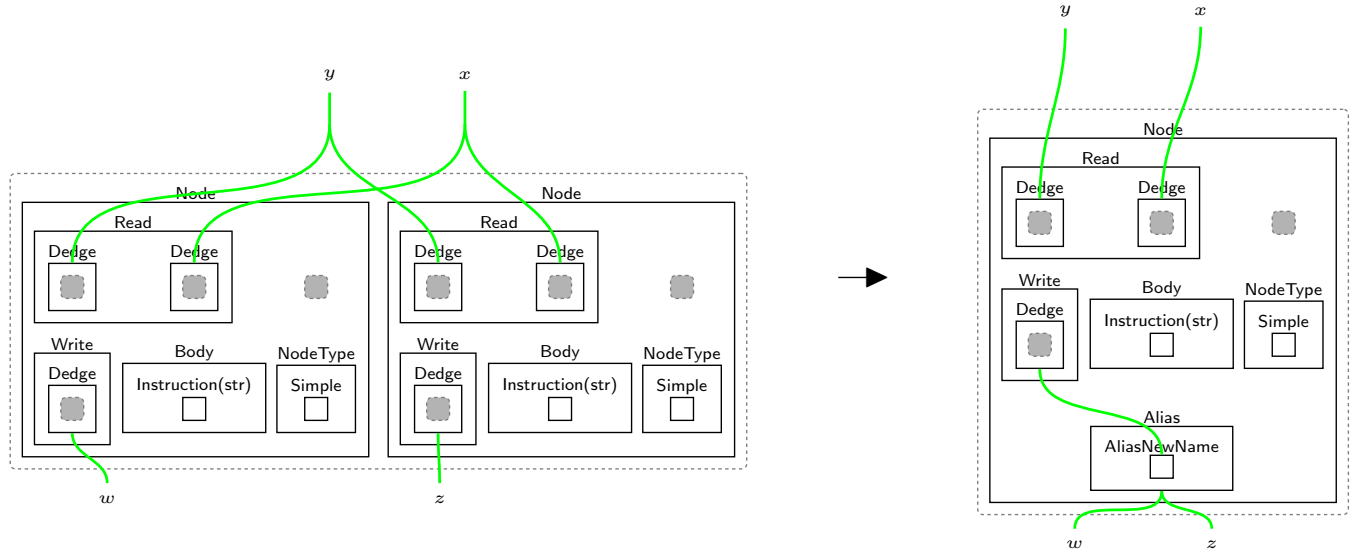 y x
Node Node
Read Read
Dedge Dedge Dedge Dedge
Write Body NodeType Write Body NodeType
Dedge Instruction(str) Simple Dedge Instruction(str) Simple
w z
y x
Node
Read
Dedge Dedge
Write Body NodeType
Dedge Instruction(str) Simple
Alias
AliasNewName
w z